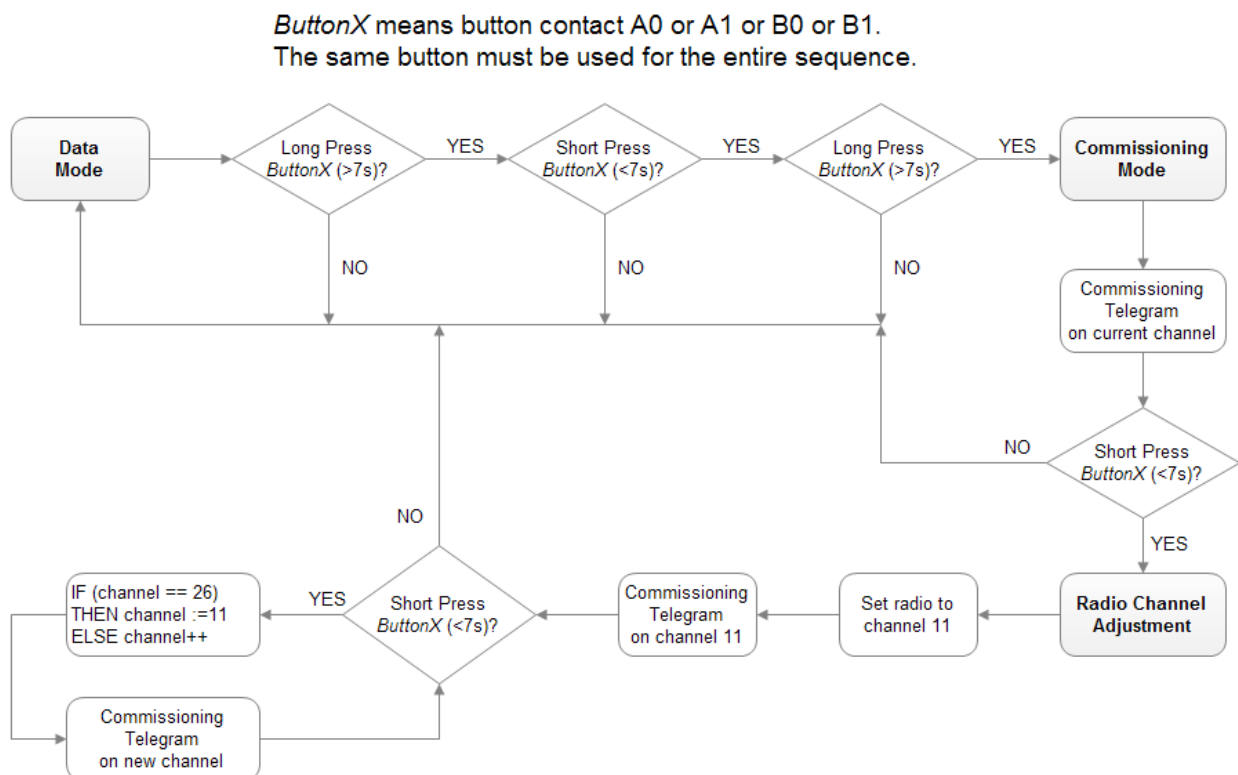 ButtonX means button contact A0 or A1 or B0 or B1.
The same button must be used for the entire sequence.
Data
Mode
Long Press
ButtonX (>7s)?
YES
Short Press
ButtonX (<7s)?
YES
Long Press
ButtonX (>7s)?
YES
Commissioning
Mode
NO
NO
NO
Commissioning
Telegram
on current channel
NO
Short Press
ButtonX (<7s)?
YES
Radio Channel
Adjustment
Set radio to
channel 11
Commissioning
Telegram
on channel 11
NO
Short Press
ButtonX (<7s)?
YES
IF (channel == 26)
THEN channel :=11
ELSE channel++
Commissioning
Telegram
on new channel